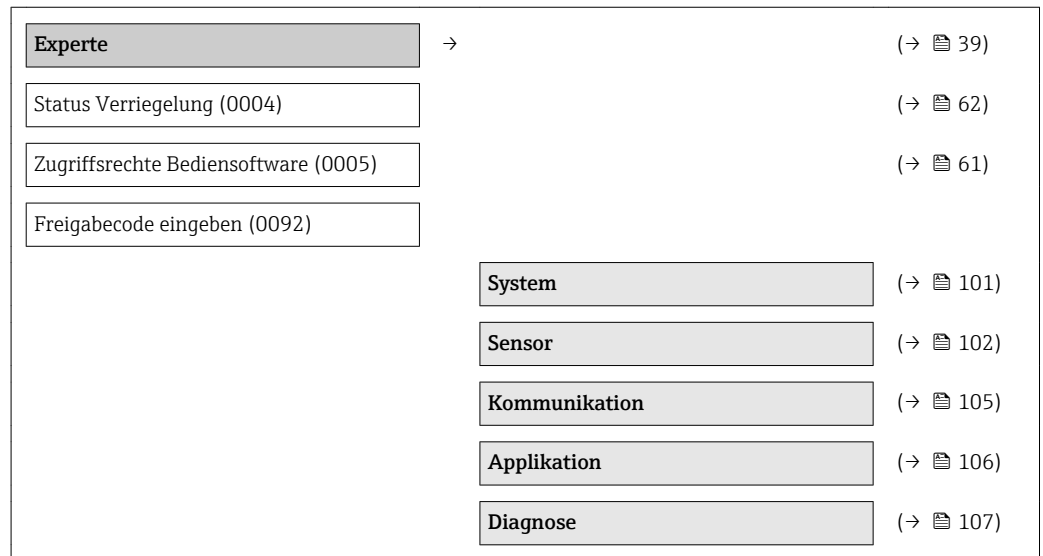 Experte → (→ 🖺 39)
Status Verriegelung (0004) (→ 🖺 62)
Zugriffsrechte Bediensoftware (0005) (→ 🖺 61)
Freigabecode eingeben (0092)
System (→ 🖺 101)
Sensor (→ 🖺 102)
Kommunikation (→ 🖺 105)
Applikation (→ 🖺 106)
Diagnose (→ 🖺 107)